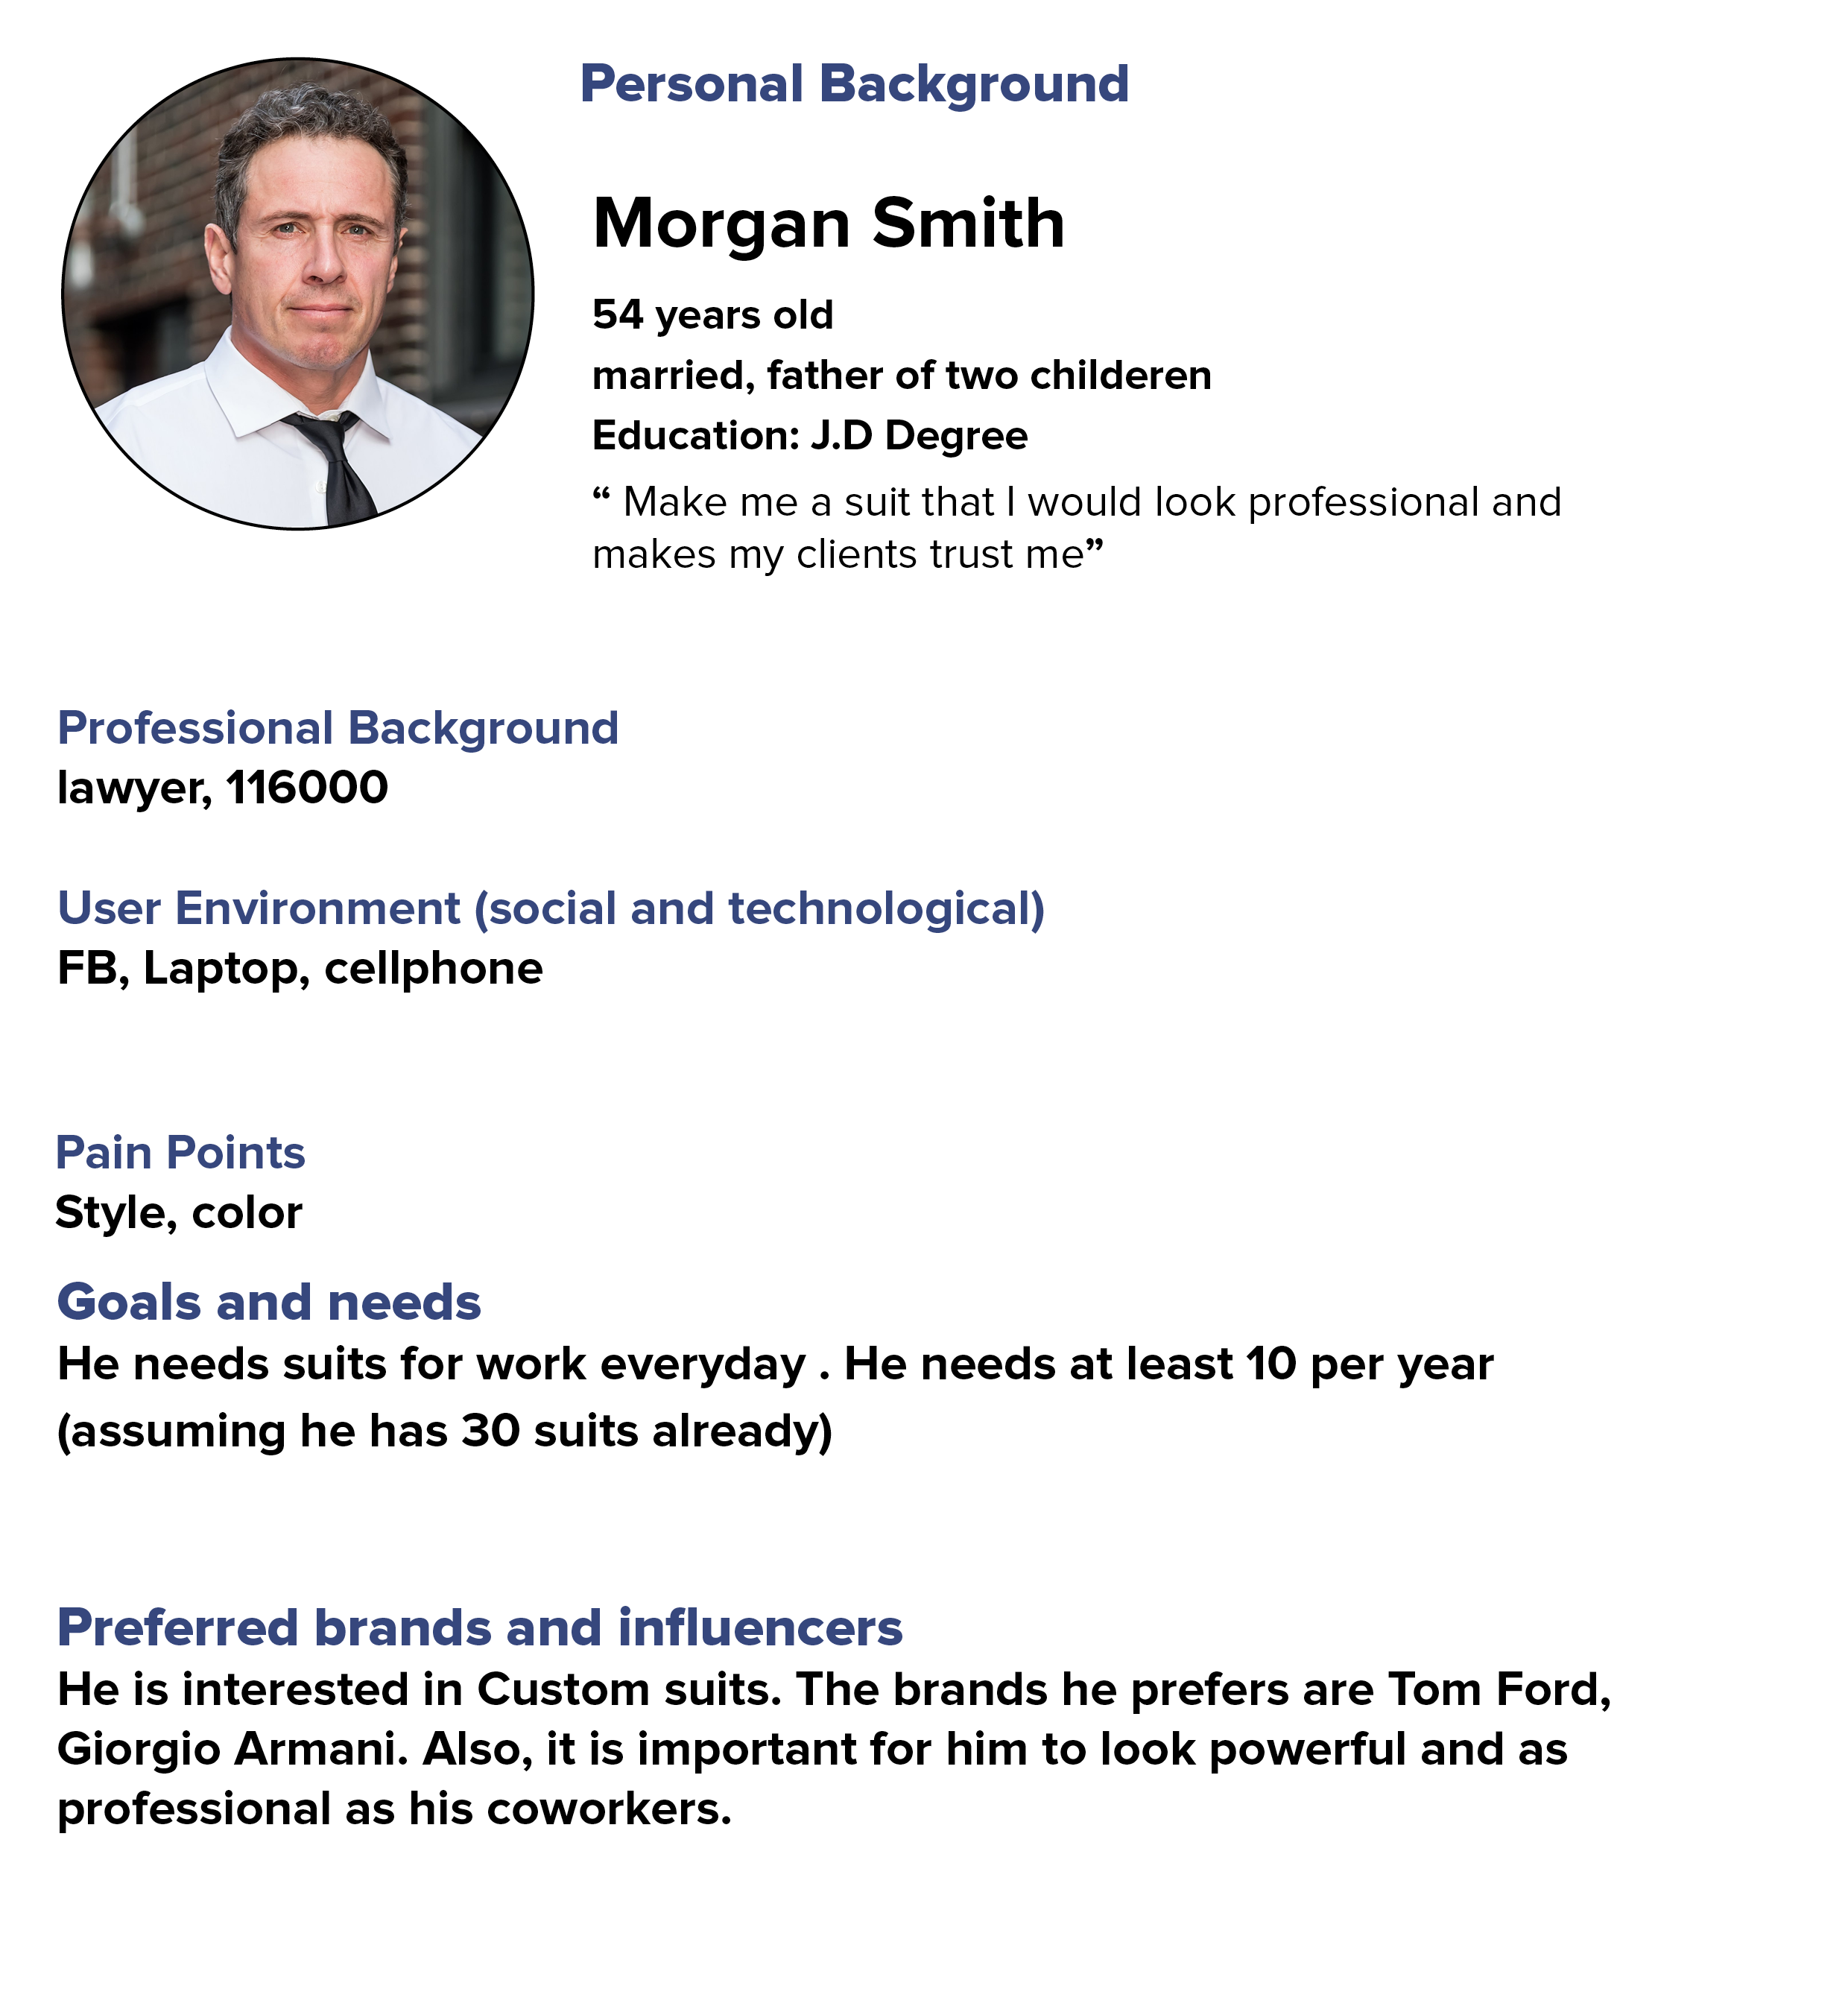 Personal Background
Morgan Smith
54 years old
married, father of two childeren
Education: J.D Degree
“ Make me a suit that I would look professional and
makes my clients trust me”
Professional Background
lawyer, 116000
User Environment (social and technological)
FB, Laptop, cellphone
Pain Points
Style, color
Goals and needs
He needs suits for work everyday . He needs at least 10 per year
(assuming he has 30 suits already)
Preferred brands and influencers
He is interested in Custom suits. The brands he prefers are Tom Ford,
Giorgio Armani. Also, it is important for him to look powerful and as
professional as his coworkers.